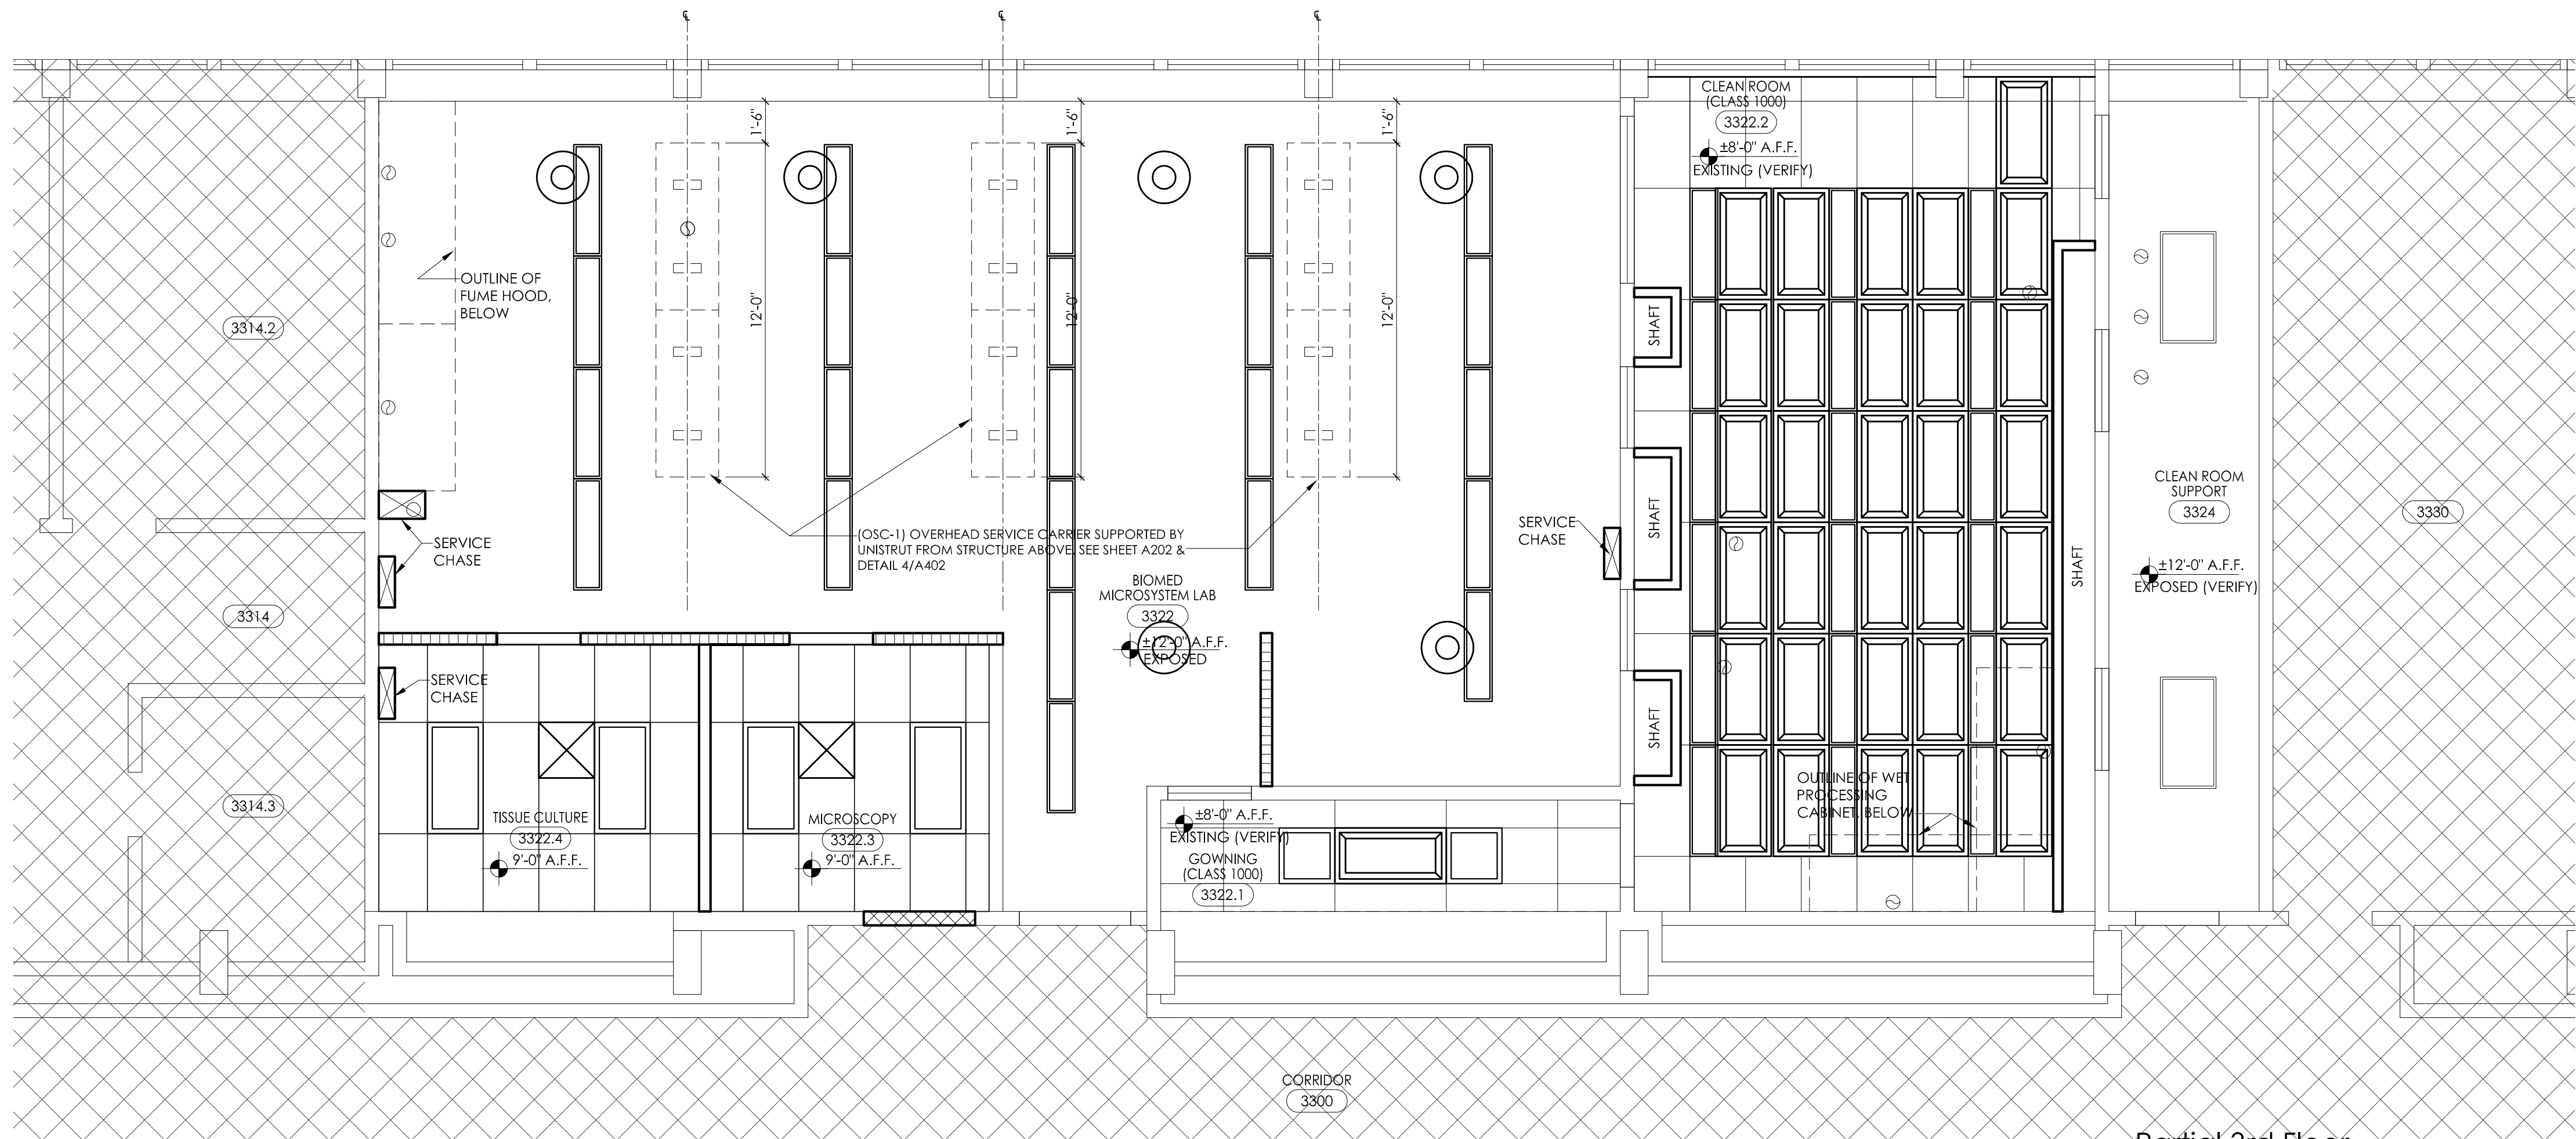 ℄
℄
℄
1'-6"
1'-6"
1'-6"
12'-0"
12'-0"
12'-0"
CLEAN ROOM
(CLASS 1000)
3322.2
±8'-0" A.F.F.
EXISTING (VERIFY)
OUTLINE OF
FUME HOOD,
BELOW
3314.2
SHAFT
SERVICE
CHASE
(OSC-1) OVERHEAD SERVICE CARRIER SUPPORTED BY
UNISTRUT FROM STRUCTURE ABOVE. SEE SHEET A202 &
DETAIL 4/A402
SERVICE
CHASE
SHAFT
CLEAN ROOM
SUPPORT
3324
±12'-0" A.F.F.
EXPOSED (VERIFY)
3330
SHAFT
BIOMED
MICROSYSTEM LAB
3322
±12'-0" A.F.F.
EXPOSED
3314
SERVICE
CHASE
SHAFT
3314.3
TISSUE CULTURE
3322.4
9'-0" A.F.F.
MICROSCOPY
3322.3
9'-0" A.F.F.
±8'-0" A.F.F.
EXISTING (VERIFY)
GOWNING
(CLASS 1000)
3322.1
OUTLINE OF WET
PROCESSING
CABINET, BELOW
CORRIDOR
3300
Partial 3rd Floor